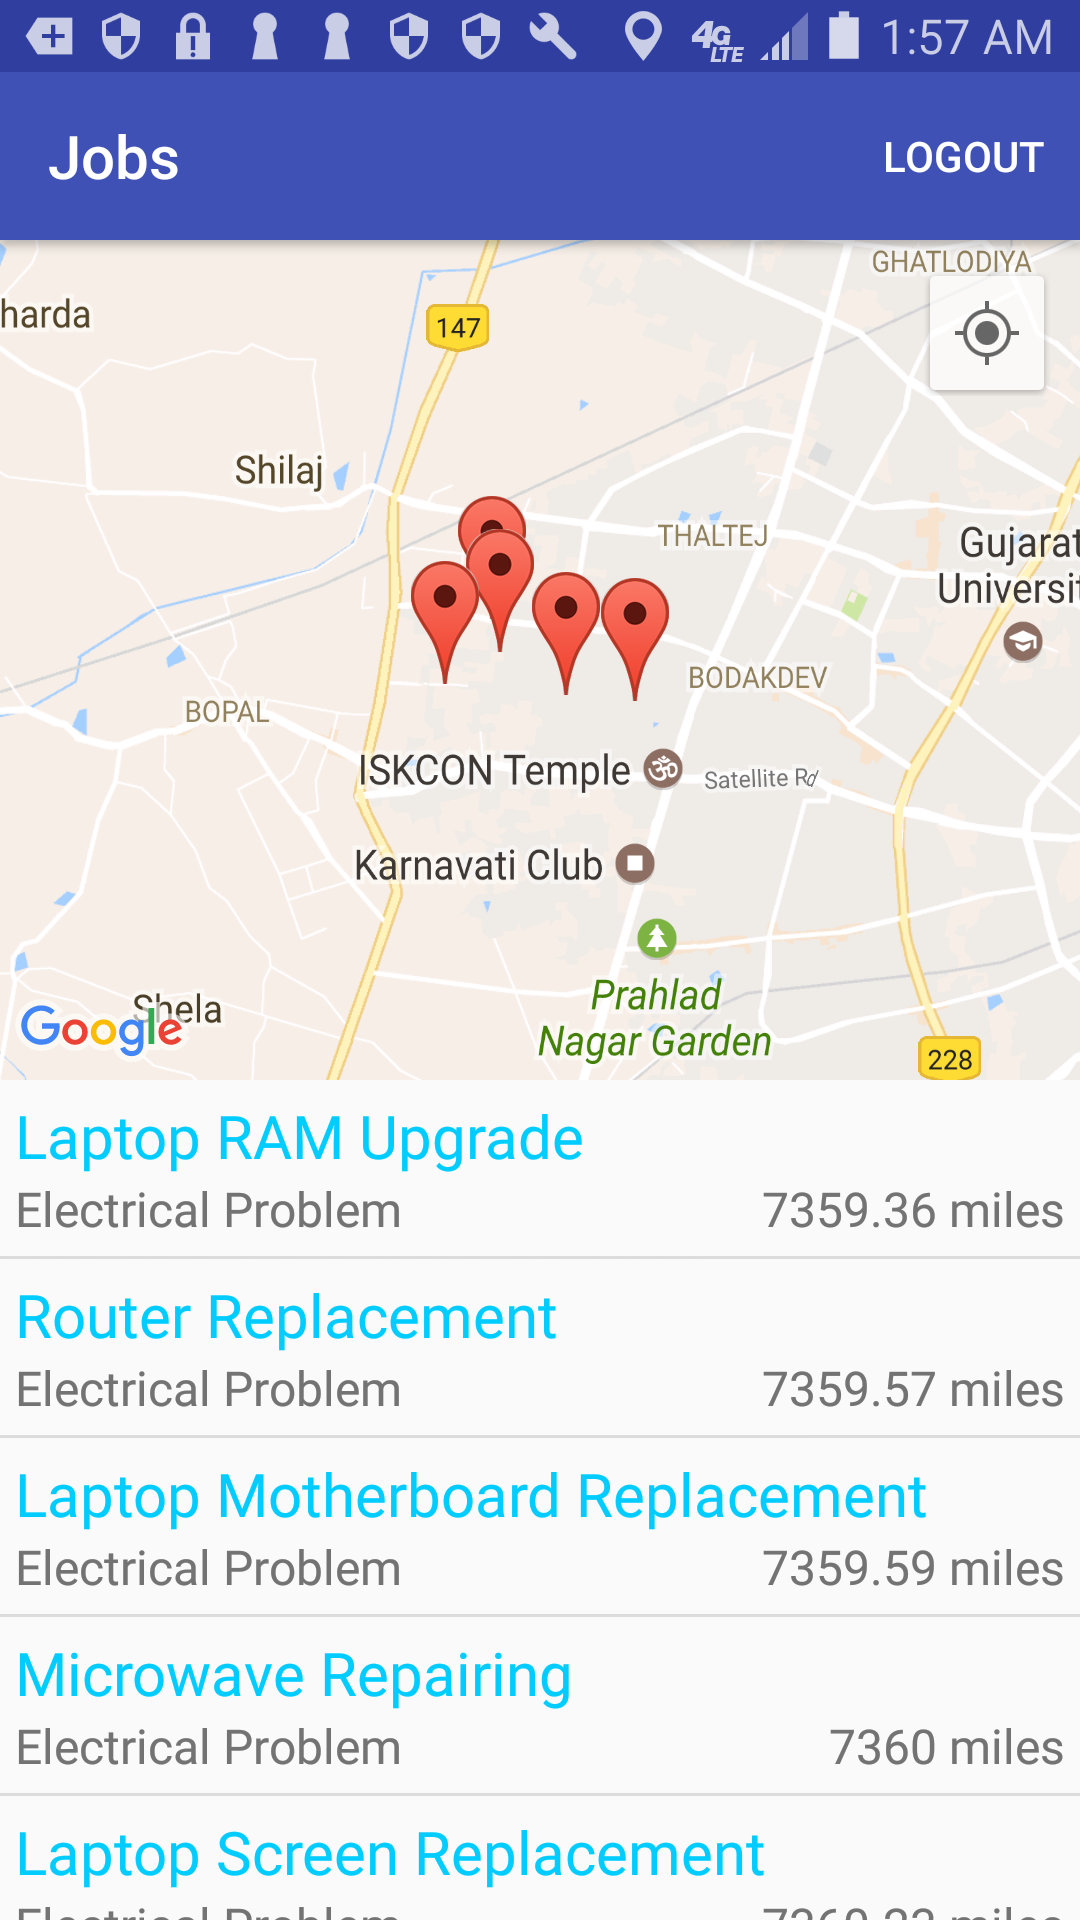 4G LTE 1:57 AM
Jobs LOGOUT
GHATLODIYA
harda
147
Shilaj
THALTEJ
Gujarat
Universit
BODAKDEV
BOPAL
ISKCON Temple
Satellite Rd
Karnavati Club
Prahlad
Nagar Garden
Shela
Google
228
Laptop RAM Upgrade
Electrical Problem 7359.36 miles
Router Replacement
Electrical Problem 7359.57 miles
Laptop Motherboard Replacement
Electrical Problem 7359.59 miles
Microwave Repairing
Electrical Problem 7360 miles
Laptop Screen Replacement
Electrical Problem miles